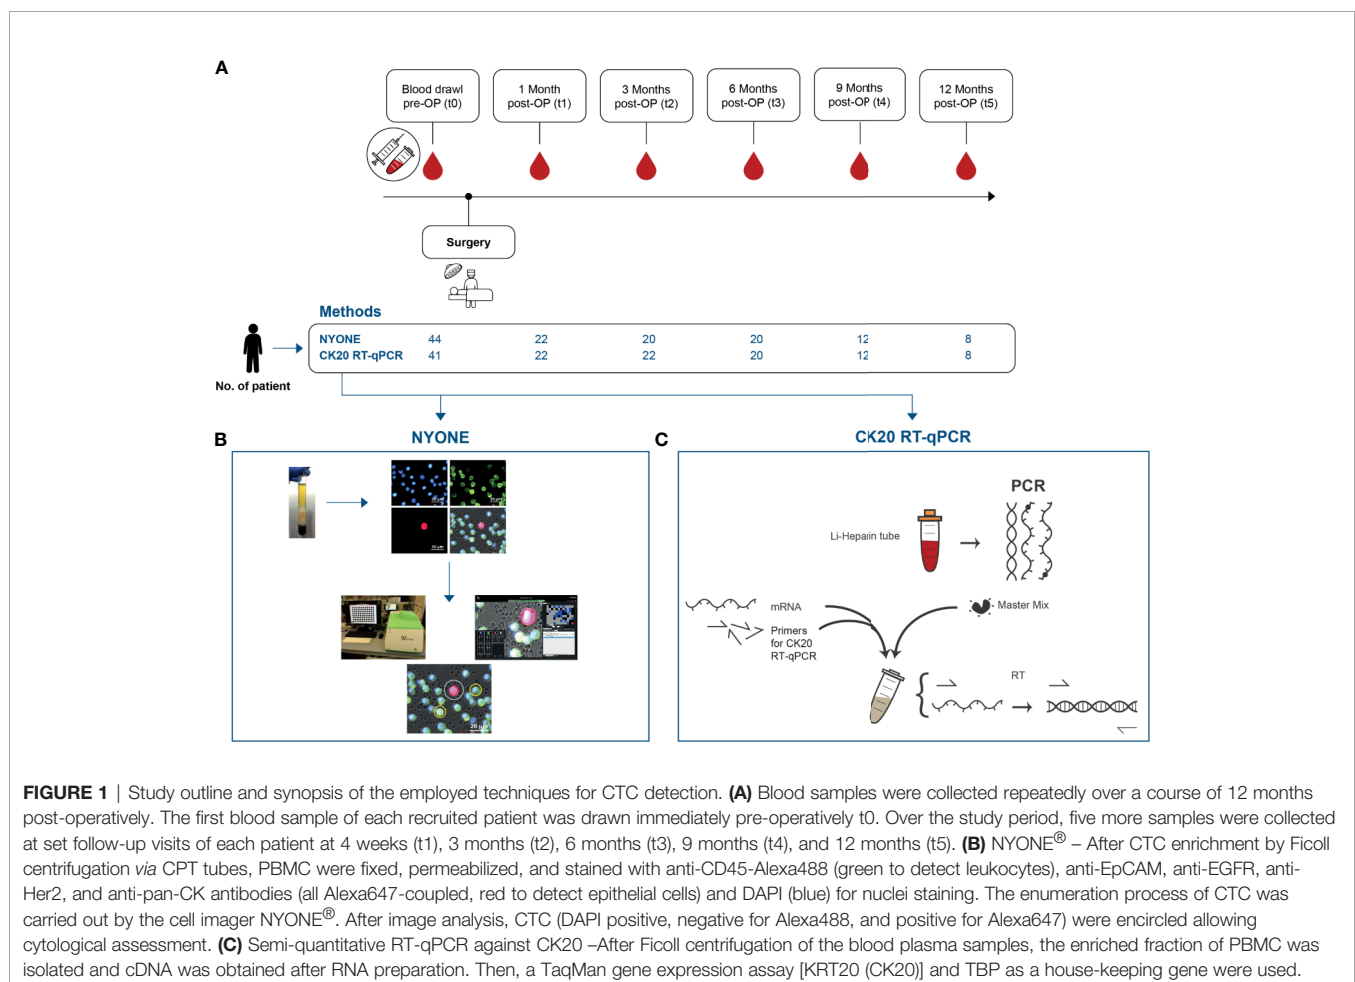 A
Blood drawl
pre-OP (t0)
1 Month
post-OP (t1)
3 Months
post-OP (t2)
6 Months
post-OP (t3)
9 Months
post-OP (t4)
12 Months
post-OP (t5)
Surgery
Methods
NYONE 44 22 20 20 12 8
CK20 RT-qPCR 41 22 22 20 12 8
No. of patient
B
NYONE
20 µm
C
CK20 RT-qPCR
PCR
Li-Hepain tube
mRNA
Master Mix
Primers
for CK20
RT-qPCR
RT
FIGURE 1 | Study outline and synopsis of the employed techniques for CTC detection. (A) Blood samples were collected repeatedly over a course of 12 months
post-operatively. The first blood sample of each recruited patient was drawn immediately pre-operatively t0. Over the study period, five more samples were collected
at set follow-up visits of each patient at 4 weeks (t1), 3 months (t2), 6 months (t3), 9 months (t4), and 12 months (t5). (B) NYONE® – After CTC enrichment by Ficoll
centrifugation via CPT tubes, PBMC were fixed, permeabilized, and stained with anti-CD45-Alexa488 (green to detect leukocytes), anti-EpCAM, anti-EGFR, anti-
Her2, and anti-pan-CK antibodies (all Alexa647-coupled, red to detect epithelial cells) and DAPI (blue) for nuclei staining. The enumeration process of CTC was
carried out by the cell imager NYONE®. After image analysis, CTC (DAPI positive, negative for Alexa488, and positive for Alexa647) were encircled allowing
cytological assessment. (C) Semi-quantitative RT-qPCR against CK20 –After Ficoll centrifugation of the blood plasma samples, the enriched fraction of PBMC was
isolated and cDNA was obtained after RNA preparation. Then, a TaqMan gene expression assay [KRT20 (CK20)] and TBP as a house-keeping gene were used.